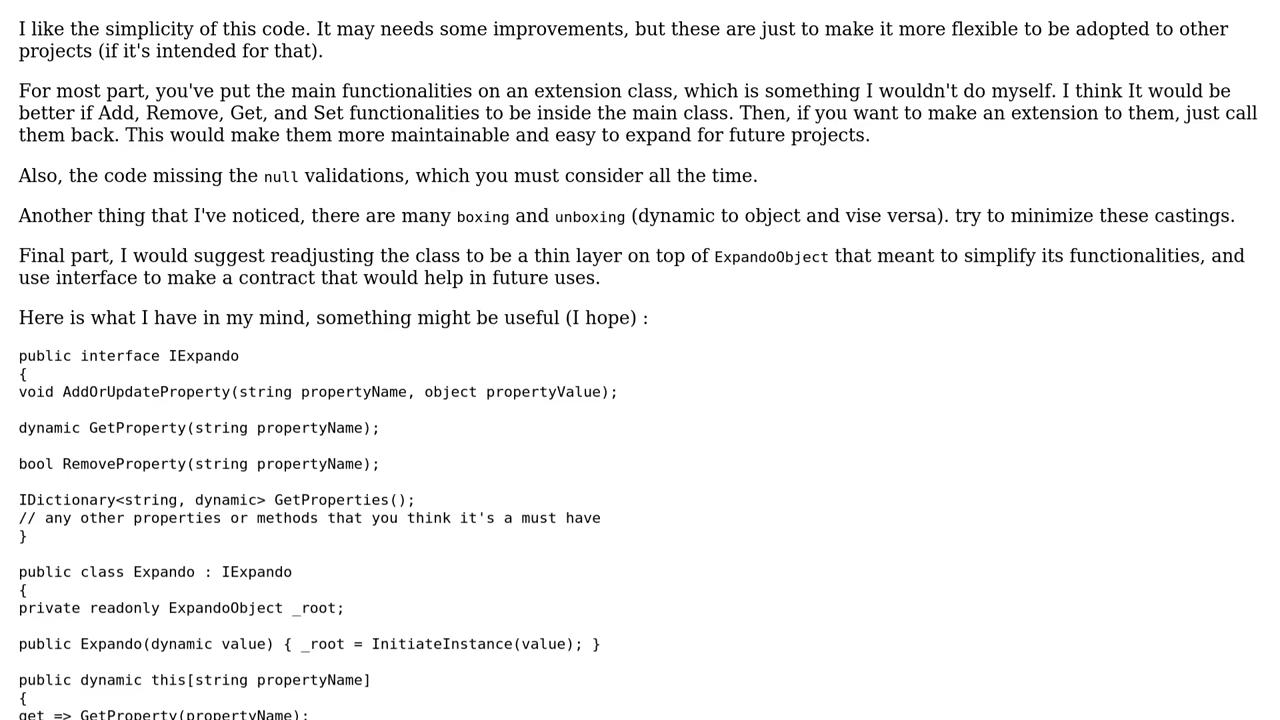 I like the simplicity of this code. It may needs some improvements, but these are just to make it more flexible to be adopted to other
projects (if it's intended for that).
For most part, you've put the main functionalities on an extension class, which is something I wouldn't do myself. I think It would be
better if Add, Remove, Get, and Set functionalities to be inside the main class. Then, if you want to make an extension to them, just call
them back. This would make them more maintainable and easy to expand for future projects.
Also, the code missing the null validations, which you must consider all the time.
Another thing that I've noticed, there are many boxing and unboxing (dynamic to object and vise versa). try to minimize these castings.
Final part, I would suggest readjusting the class to be a thin layer on top of ExpandoObject that meant to simplify its functionalities, and
use interface to make a contract that would help in future uses.
Here is what I have in my mind, something might be useful (I hope) :
public interface IExpando
{
void AddOrUpdateProperty(string propertyName, object propertyValue);
dynamic GetProperty(string propertyName);
bool RemoveProperty(string propertyName);
IDictionary<string, dynamic> GetProperties();
// any other properties or methods that you think it's a must have
}
public class Expando : IExpando
{
private readonly ExpandoObject _root;
public Expando(dynamic value) { _root = InitiateInstance(value); }
public dynamic this[string propertyName]
{
get => GetProperty(propertyName);